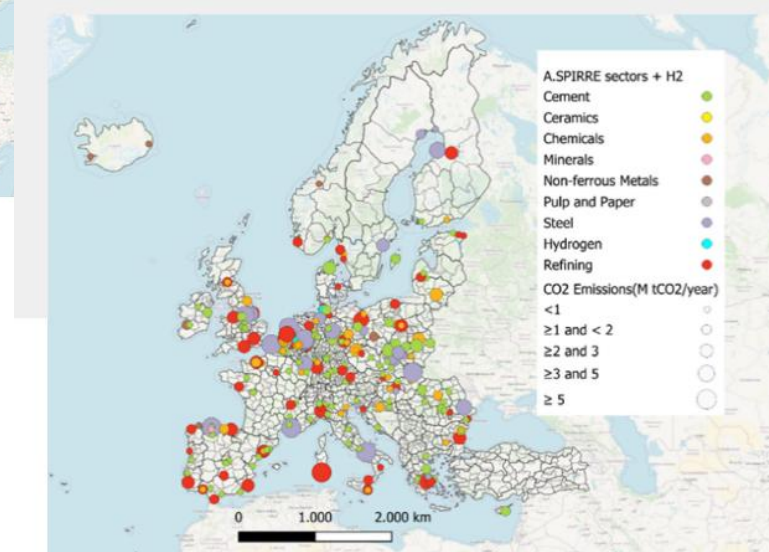 A.SPIRRE sectors + H2
Cement
Ceramics
Chemicals
Minerals
Non-ferrous Metals
Pulp and Paper
Steel
Hydrogen
Refining
CO2 Emissions(M tCO2/year)
<1
≥1 and < 2
≥2 and 3
≥3 and 5
≥ 5
0 1.000 2.000 km